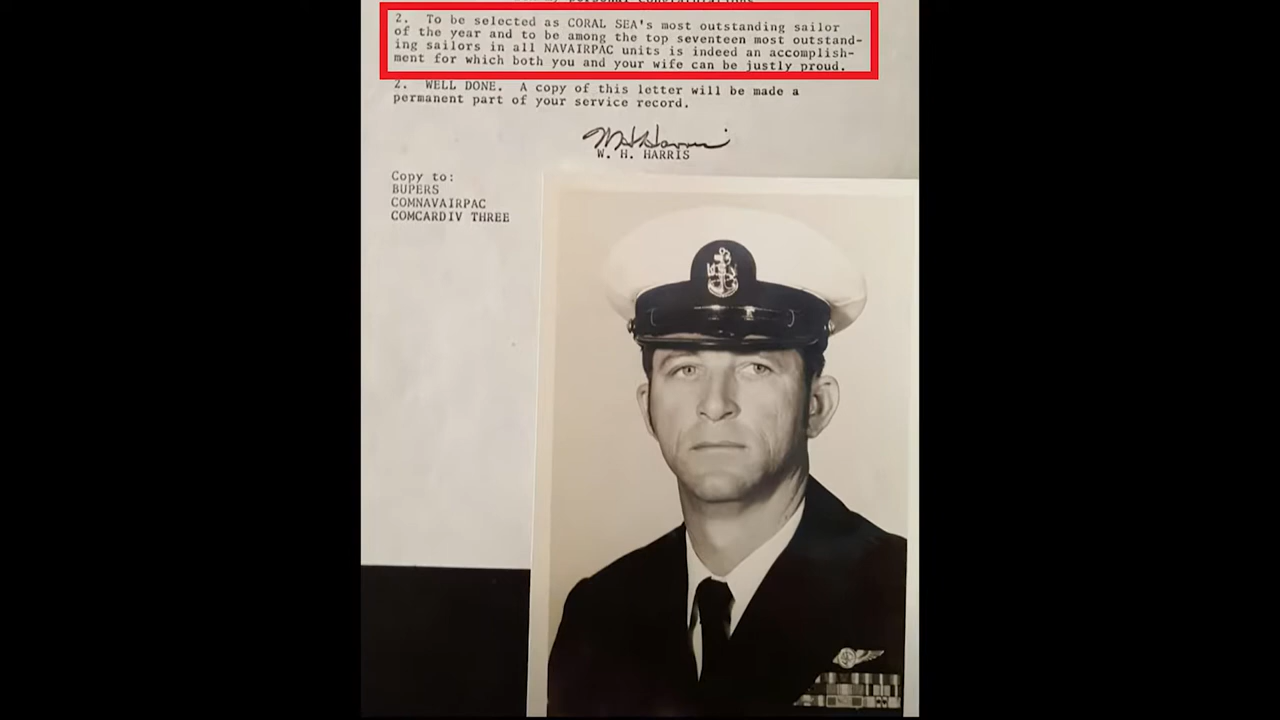 my personal congratulations
2. To be selected as CORAL SEA's most outstanding sailor
of the year and to be among the top seventeen most outstand-
ing sailors in all NAVAIRPAC units is indeed an accomplish-
ment for which both you and your wife can be justly proud.
2. WELL DONE. A copy of this letter will be made a
permanent part of your service record.
W. H. HARRIS
Copy to:
BUPERS
COMNAVAIRPAC
COMCARDIV THREE